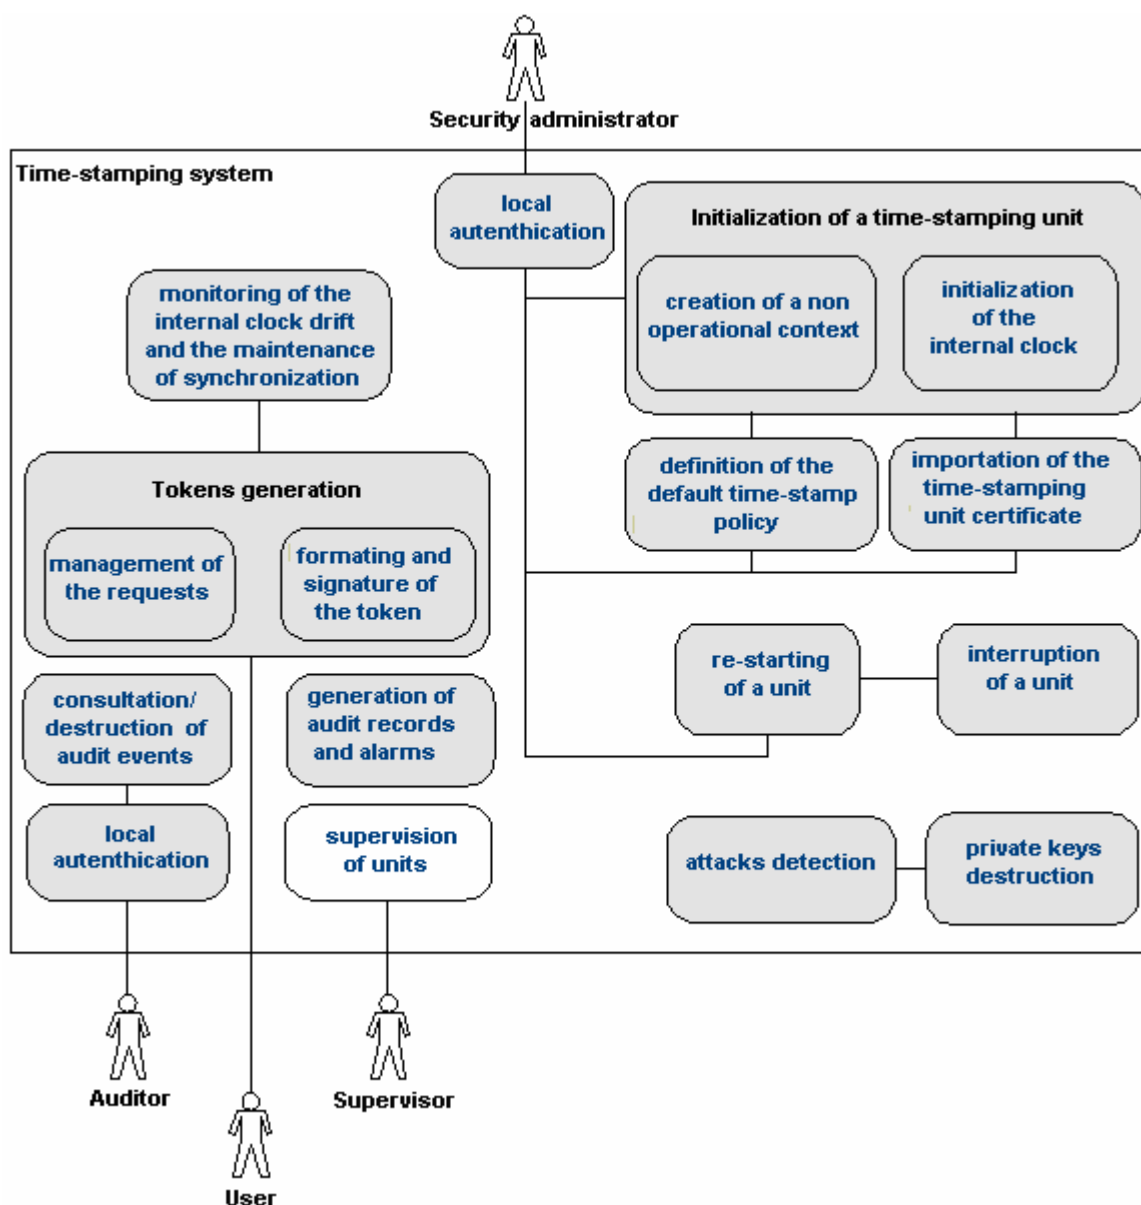 Security administrator
Time-stamping system
local
autenthication
Initialization of a time-stamping unit
creation of a non
operational context
initialization
of the
internal clock
monitoring of the
internal clock drift
and the maintenance
of synchronization
definition of the
default time-stamp
policy
importation of the
time-stamping
unit certificate
Tokens generation
management of
the requests
formating and
signature of
the token
re-starting
of a unit
interruption
of a unit
consultation/
destruction of
audit events
generation of
audit records
and alarms
local
autenthication
supervision
of units
attacks detection
private keys
destruction
Auditor
Supervisor
User